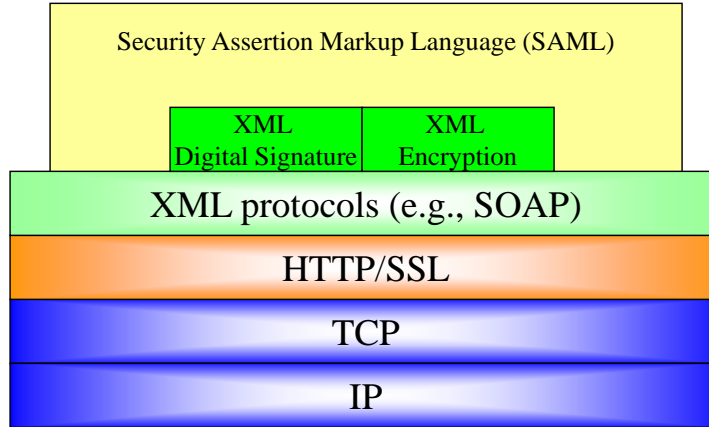 Security Assertion Markup Language (SAML)
XML
Digital Signature
XML
Encryption
XML protocols (e.g., SOAP)
HTTP/SSL
TCP
IP